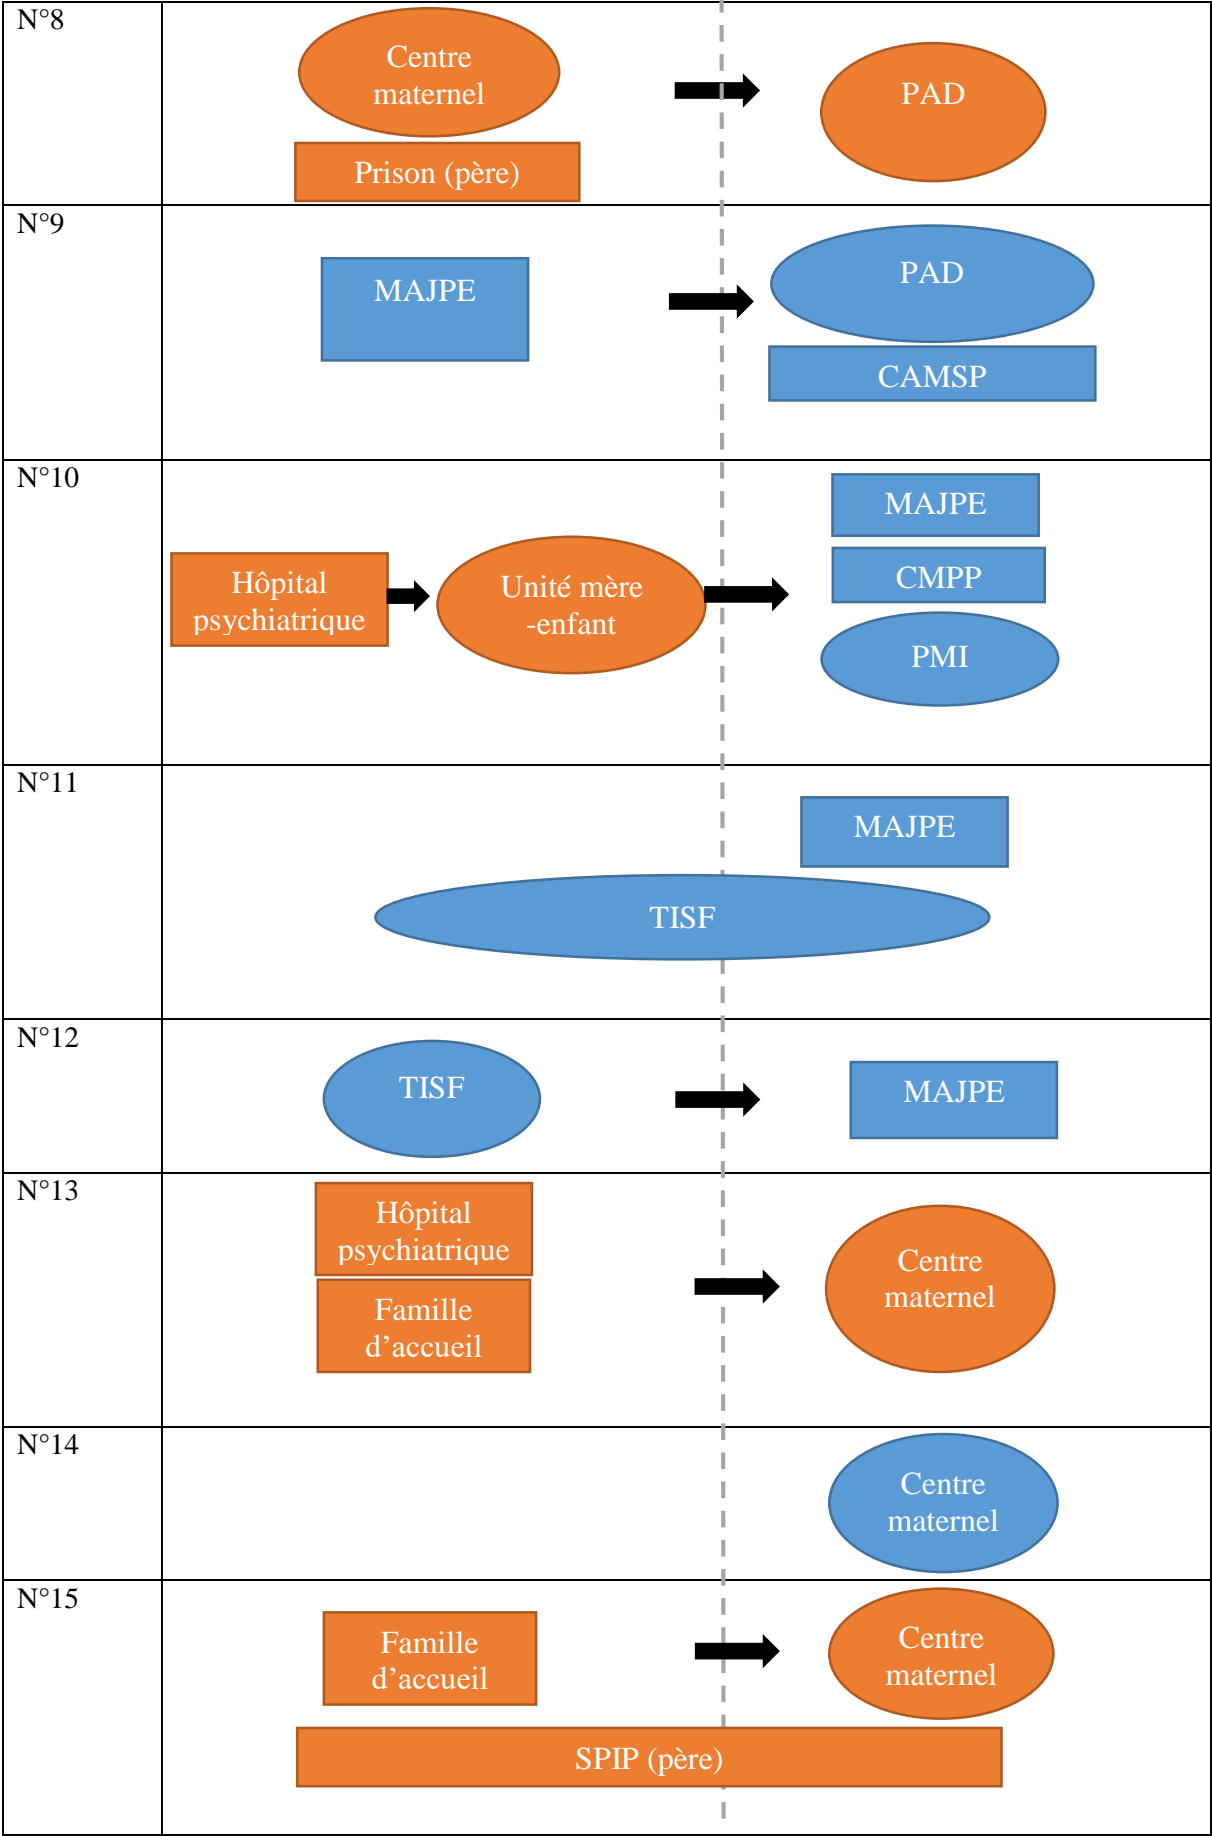 N°8
Centre
maternel
Prison (père)
PAD
N°9
MAJPE
PAD
CAMSP
N°10
Hôpital
psychiatrique
Unité mère
-enfant
MAJPE
CMPP
PMI
N°11
MAJPE
TISF
N°12
TISF
MAJPE
N°13
Hôpital
psychiatrique
Famille
d’accueil
Centre
maternel
N°14
Centre
maternel
N°15
Famille
d’accueil
Centre
maternel
SPIP (père)